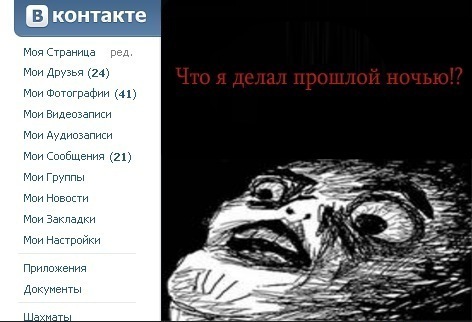 В контакте
Моя Страница ред.
Мои Друзья (24)
Мои Фотографии (41)
Мои Видеозаписи
Мои Аудиозаписи
Мои Сообщения (21)
Мои Группы
Мои Новости
Мои Закладки
Мои Настройки
Приложения
Документы
Шахматы
Что я делал прошлой ночью!?